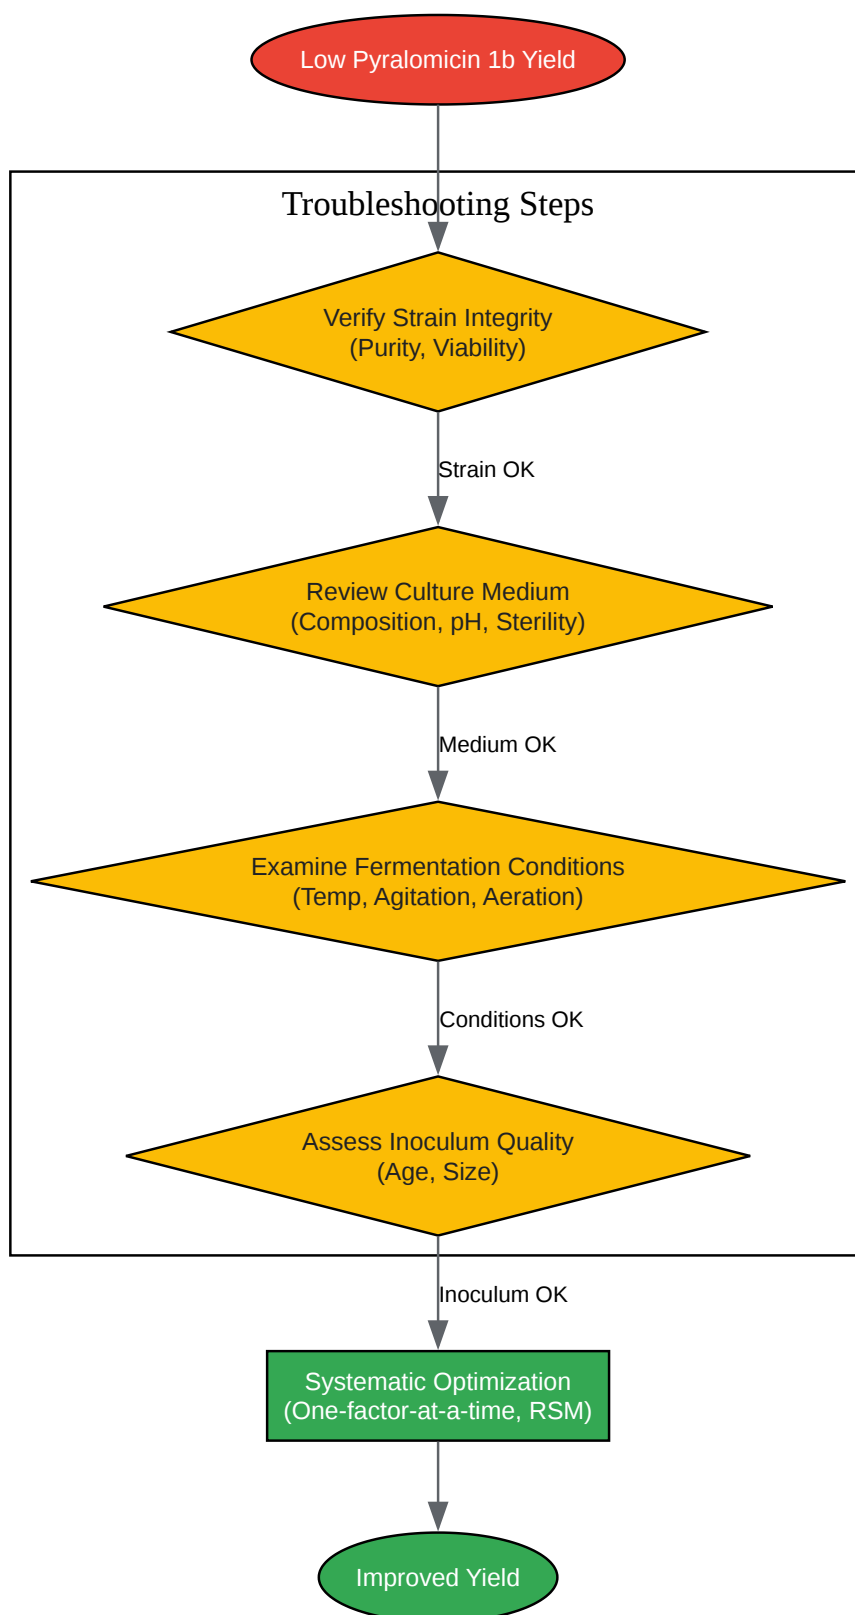 Low Pyralomicin 1b Yield
Troubleshooting Steps
Verify Strain Integrity
(Purity, Viability)
Strain OK
Review Culture Medium
(Composition, pH, Sterility)
Medium OK
Examine Fermentation Conditions
(Temp, Agitation, Aeration)
Conditions OK
Assess Inoculum Quality
(Age, Size)
Inoculum OK
Systematic Optimization
(One-factor-at-a-time, RSM)
Improved Yield